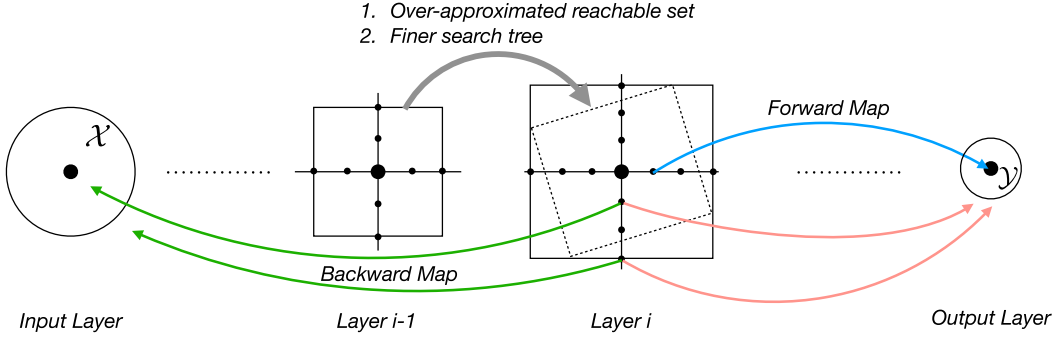 1. Over-approximated reachable set
2. Finer search tree
Forward Map
𝒳
𝒴
Backward Map
Input Layer
Layer i-1
Layer i
Output Layer